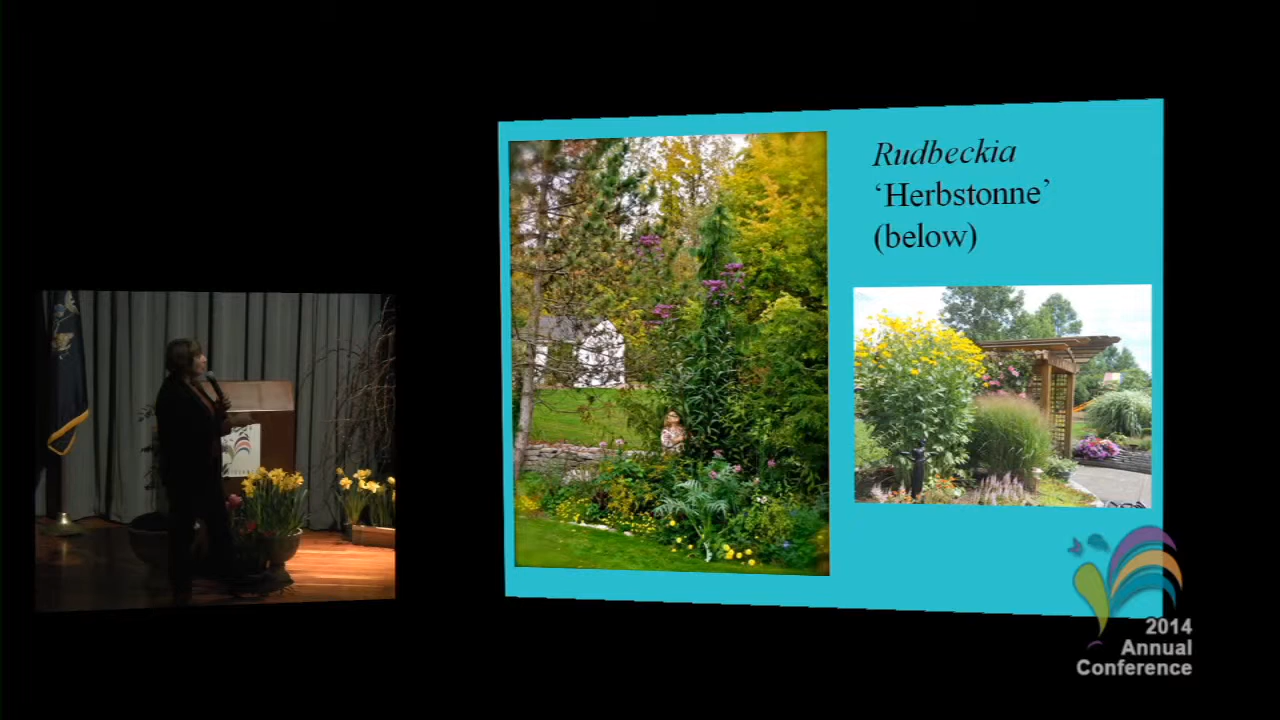 Rudbeckia
‘Herbstonne’
(below)
2014
Annual
Conference